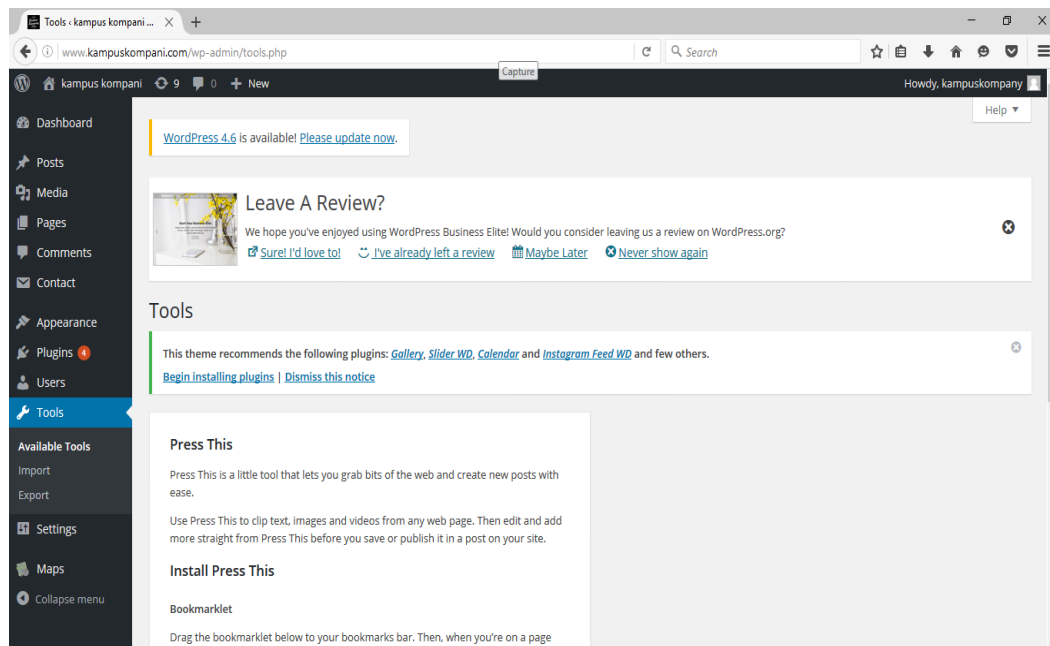 Tools ‹ kampus kompani ...
www.kampuskompani.com/wp-admin/tools.php
Search
Capture
kampus kompani 9 0 New
Howdy, kampuskompany
Help
Dashboard
Posts
Media
Pages
Comments
Contact
Appearance
Plugins 4
Users
Tools
Available Tools
Import
Export
Settings
Maps
Collapse menu
WordPress 4.6 is available! Please update now.
Leave A Review?
We hope you've enjoyed using WordPress Business Elite! Would you consider leaving us a review on WordPress.org?
Sure! I'd love to! I've already left a review Maybe Later Never show again
Tools
This theme recommends the following plugins: Gallery, Slider WD, Calendar and Instagram Feed WD and few others.
Begin installing plugins | Dismiss this notice
Press This
Press This is a little tool that lets you grab bits of the web and create new posts with
ease.
Use Press This to clip text, images and videos from any web page. Then edit and add
more straight from Press This before you save or publish it in a post on your site.
Install Press This
Bookmarklet
Drag the bookmarklet below to your bookmarks bar. Then, when you're on a page